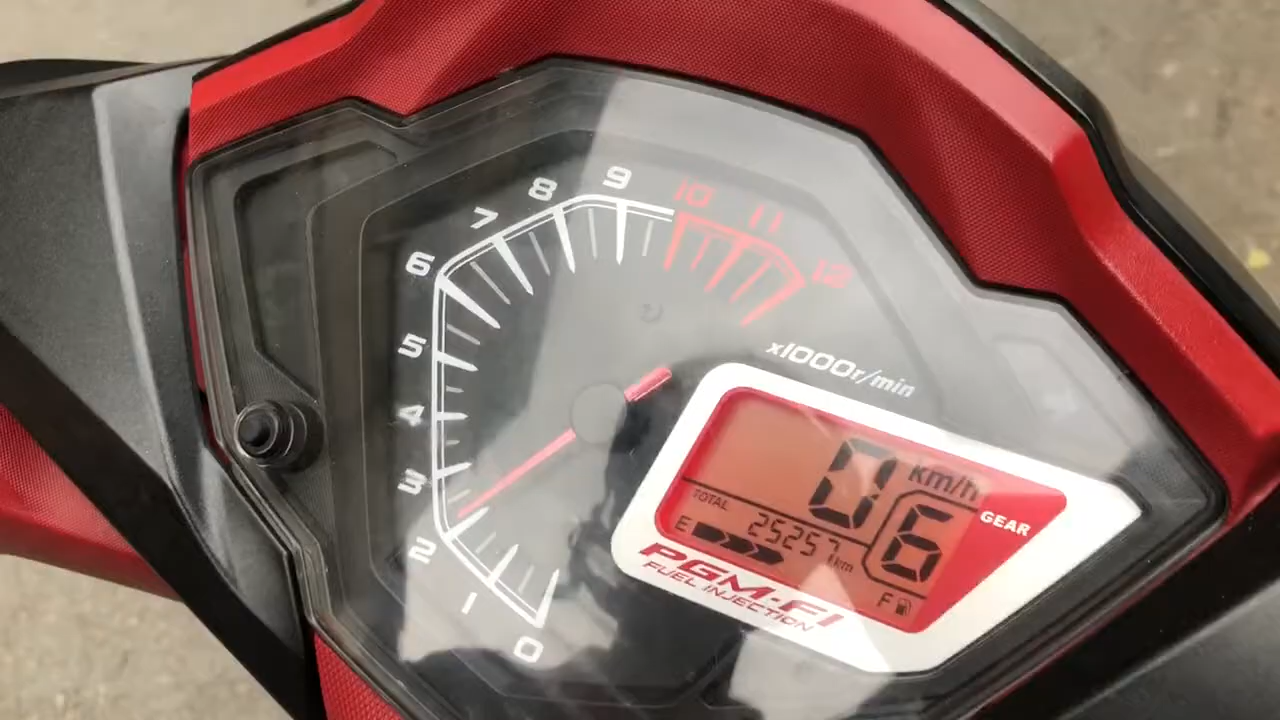 9
8
10
7
11
6
12
5
x1000r/min
4
3
0 km/h
GEAR
TOTAL
6
25257 km
2
E
F
PGM-FI
FUEL INJECTION
1
0